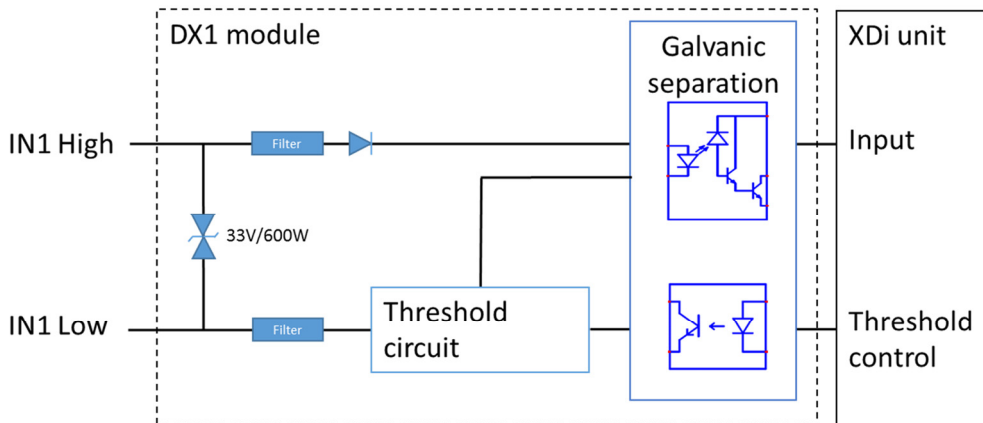 DX1 module
Galvanic
separation
XDi unit
IN1 High
Filter
Input
33V/600W
IN1 Low
Filter
Threshold
circuit
Threshold
control